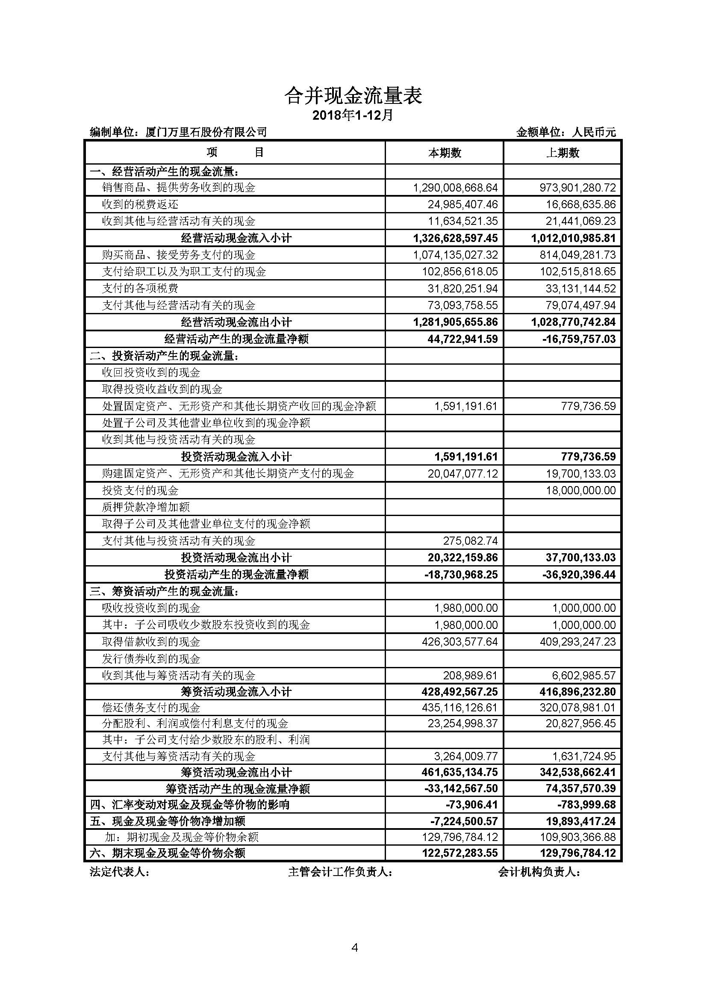 合并现金流量表
2018年1-12月
编制单位：厦门万里石股份有限公司 金额单位：人民币元
项 目 本期数 上期数
一、经营活动产生的现金流量：
销售商品、提供劳务收到的现金 1,290,008,668.64 973,901,280.72
收到的税费返还 24,985,407.46 16,668,635.86
收到其他与经营活动有关的现金 11,634,521.35 21,441,069.23
经营活动现金流入小计 1,326,628,597.45 1,012,010,985.81
购买商品、接受劳务支付的现金 1,074,135,027.32 814,049,281.73
支付给职工以及为职工支付的现金 102,856,618.05 102,515,818.65
支付的各项税费 31,820,251.94 33,131,144.52
支付其他与经营活动有关的现金 73,093,758.55 79,074,497.94
经营活动现金流出小计 1,281,905,655.86 1,028,770,742.84
经营活动产生的现金流量净额 44,722,941.59 -16,759,757.03
二、投资活动产生的现金流量：
收回投资收到的现金
取得投资收益收到的现金
处置固定资产、无形资产和其他长期资产收回的现金净额 1,591,191.61 779,736.59
处置子公司及其他营业单位收到的现金净额
收到其他与投资活动有关的现金
投资活动现金流入小计 1,591,191.61 779,736.59
购建固定资产、无形资产和其他长期资产支付的现金 20,047,077.12 19,700,133.03
投资支付的现金 18,000,000.00
质押贷款净增加额
取得子公司及其他营业单位支付的现金净额
支付其他与投资活动有关的现金 275,082.74
投资活动现金流出小计 20,322,159.86 37,700,133.03
投资活动产生的现金流量净额 -18,730,968.25 -36,920,396.44
三、筹资活动产生的现金流量：
吸收投资收到的现金 1,980,000.00 1,000,000.00
其中：子公司吸收少数股东投资收到的现金 1,980,000.00 1,000,000.00
取得借款收到的现金 426,303,577.64 409,293,247.23
发行债券收到的现金
收到其他与筹资活动有关的现金 208,989.61 6,602,985.57
筹资活动现金流入小计 428,492,567.25 416,896,232.80
偿还债务支付的现金 435,116,126.61 320,078,981.01
分配股利、利润或偿付利息支付的现金 23,254,998.37 20,827,956.45
其中：子公司支付给少数股东的股利、利润
支付其他与筹资活动有关的现金 3,264,009.77 1,631,724.95
筹资活动现金流出小计 461,635,134.75 342,538,662.41
筹资活动产生的现金流量净额 -33,142,567.50 74,357,570.39
四、汇率变动对现金及现金等价物的影响 -73,906.41 -783,999.68
五、现金及现金等价物净增加额 -7,224,500.57 19,893,417.24
加：期初现金及现金等价物余额 129,796,784.12 109,903,366.88
六、期末现金及现金等价物余额 122,572,283.55 129,796,784.12
法定代表人： 主管会计工作负责人： 会计机构负责人：
4